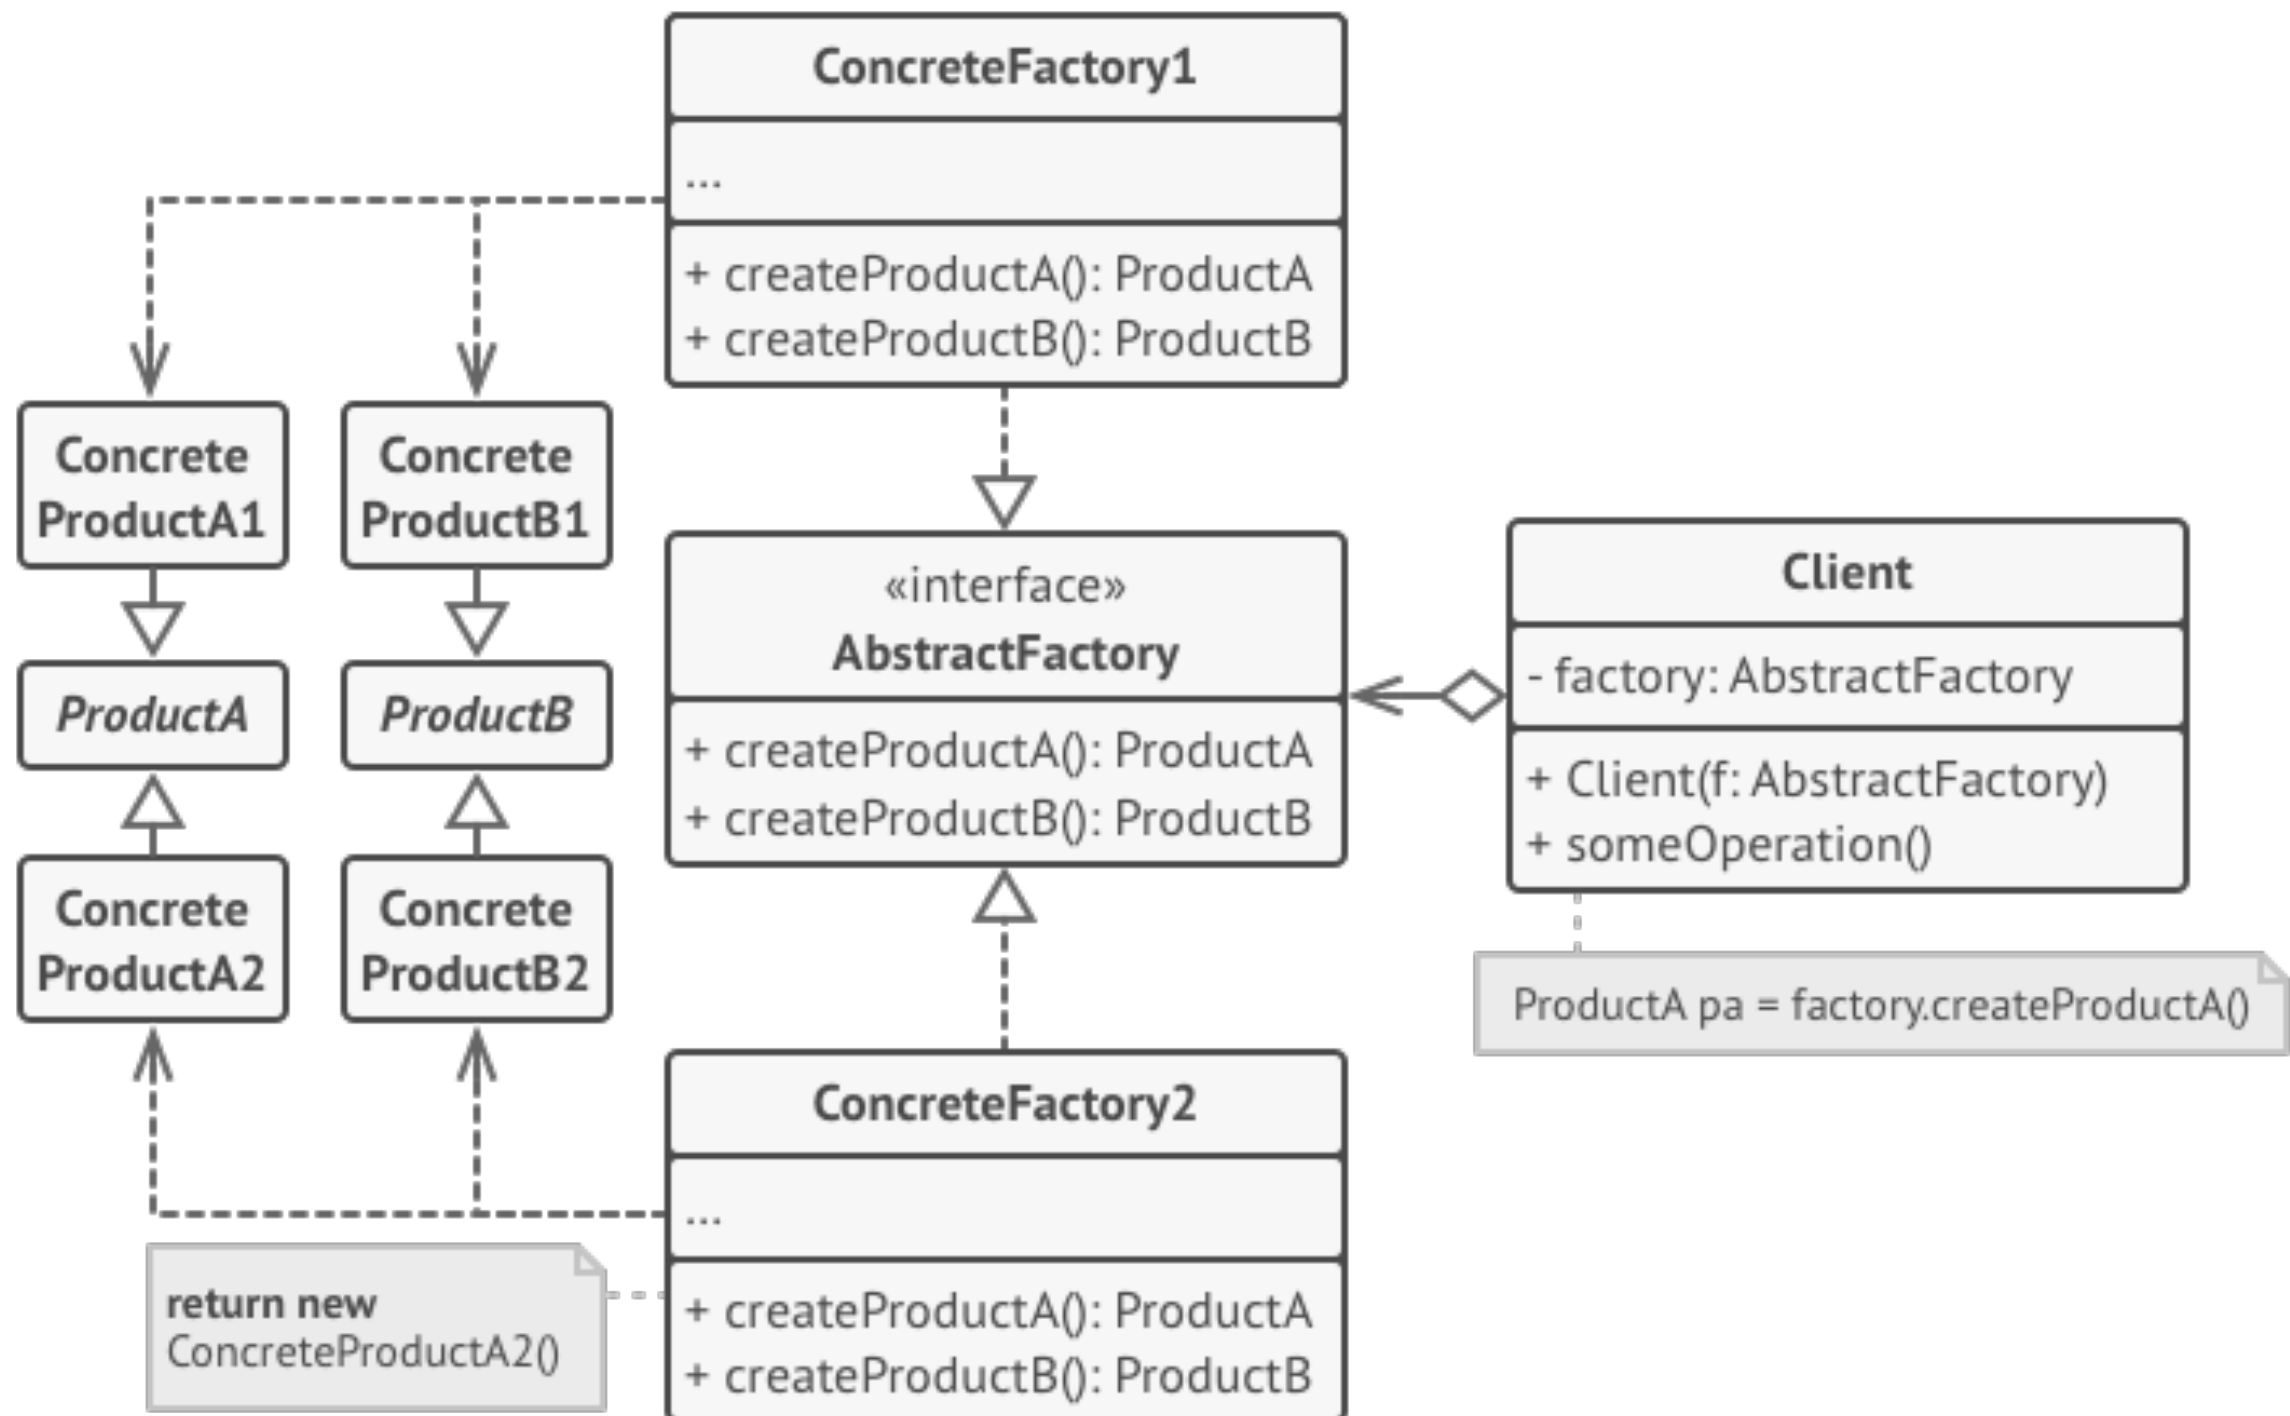 ConcreteFactory1
...
+ createProductA(): ProductA
+ createProductB(): ProductB
Concrete
ProductA1
Concrete
ProductB1
ProductA
ProductB
Concrete
ProductA2
Concrete
ProductB2
«interface»
AbstractFactory
+ createProductA(): ProductA
+ createProductB(): ProductB
Client
- factory: AbstractFactory
+ Client(f: AbstractFactory)
+ someOperation()
ProductA pa = factory.createProductA()
ConcreteFactory2
...
+ createProductA(): ProductA
+ createProductB(): ProductB
return new
ConcreteProductA2()